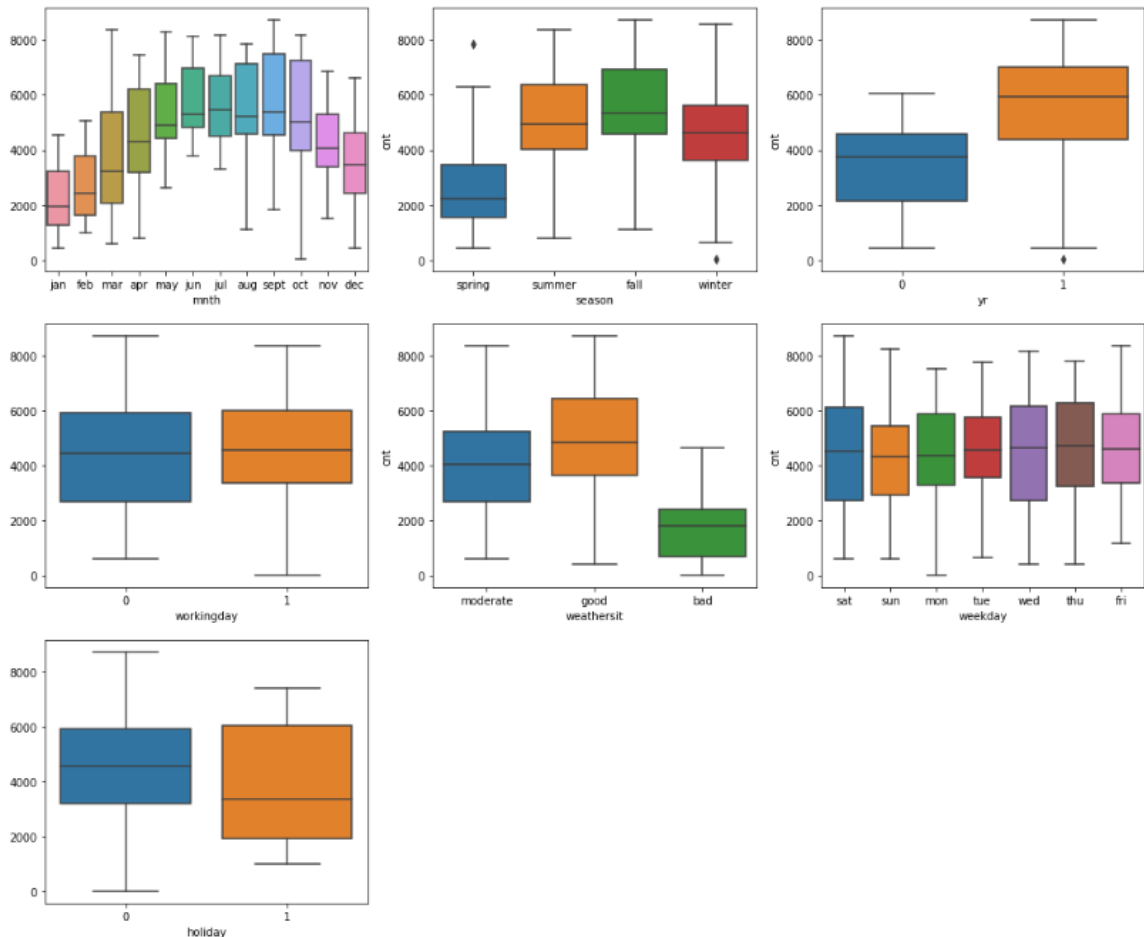 8000
6000
4000
2000
0
jan feb mar apr may jun jul aug sept oct nov dec
mnth
cnt
8000
6000
4000
2000
0
spring summer fall winter
season
cnt
8000
6000
4000
2000
0
0 1
yr
8000
6000
4000
2000
0
0 1
workingday
cnt
8000
6000
4000
2000
0
moderate good bad
weathersit
cnt
8000
6000
4000
2000
0
sat sun mon tue wed thu fri
weekday
8000
6000
4000
2000
0
0 1
holiday